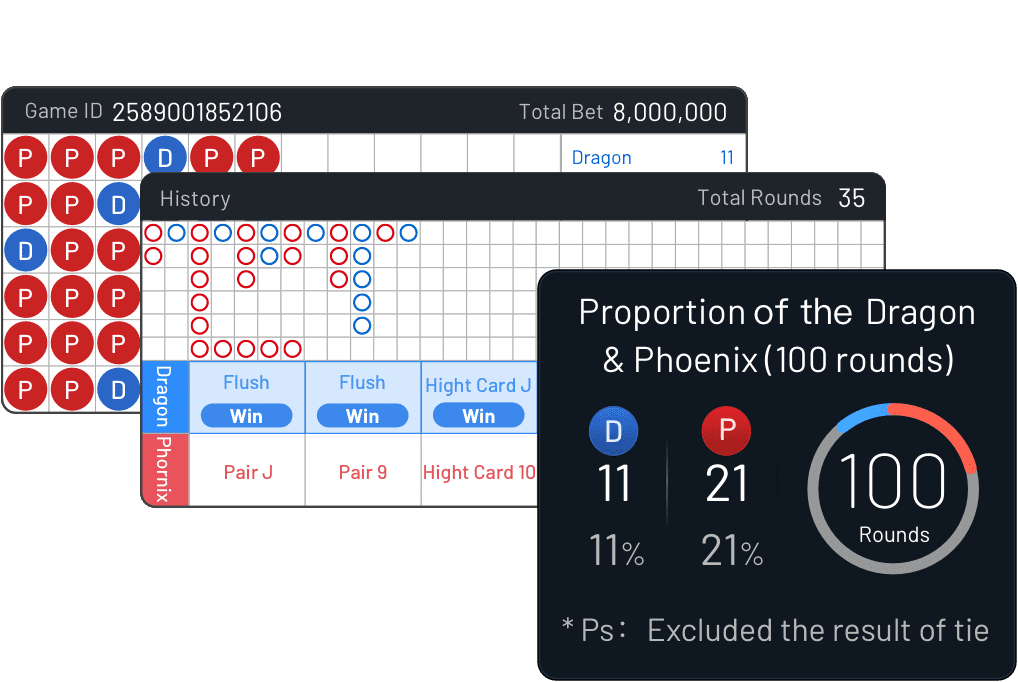 Game ID 2589001852106 Total Bet 8,000,000
P P P D P P Dragon 11
P P D
D P P
P P P
P P P
P P D
History Total Rounds 35
Dragon Flush Flush Hight Card J
Win Win Win
Phornix Pair J Pair 9 Hight Card 10
Proportion of the Dragon
& Phoenix (100 rounds)
D P
11 21
11% 21%
100
Rounds
* Ps： Excluded the result of tie